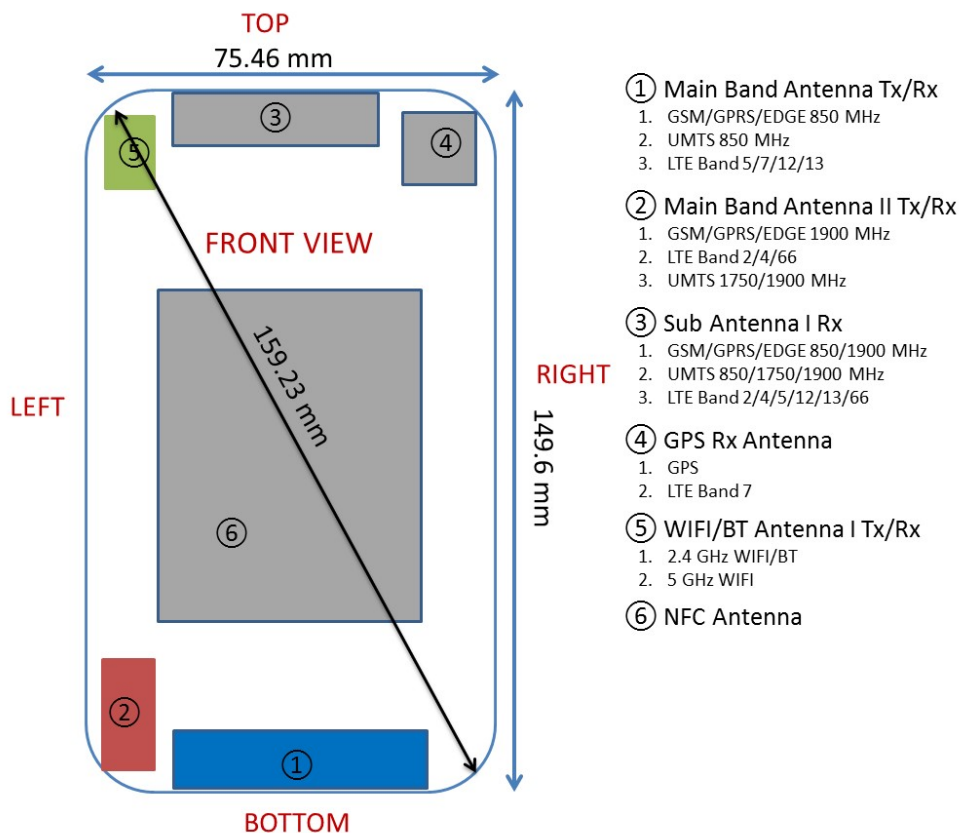 TOP
75.46 mm
③
④
⑤
FRONT VIEW
159.23 mm
LEFT
RIGHT
149.6 mm
⑥
②
①
BOTTOM
① Main Band Antenna Tx/Rx
1. GSM/GPRS/EDGE 850 MHz
2. UMTS 850 MHz
3. LTE Band 5/7/12/13
② Main Band Antenna II Tx/Rx
1. GSM/GPRS/EDGE 1900 MHz
2. LTE Band 2/4/66
3. UMTS 1750/1900 MHz
③ Sub Antenna I Rx
1. GSM/GPRS/EDGE 850/1900 MHz
2. UMTS 850/1750/1900 MHz
3. LTE Band 2/4/5/12/13/66
④ GPS Rx Antenna
1. GPS
2. LTE Band 7
⑤ WIFI/BT Antenna I Tx/Rx
1. 2.4 GHz WIFI/BT
2. 5 GHz WIFI
⑥ NFC Antenna